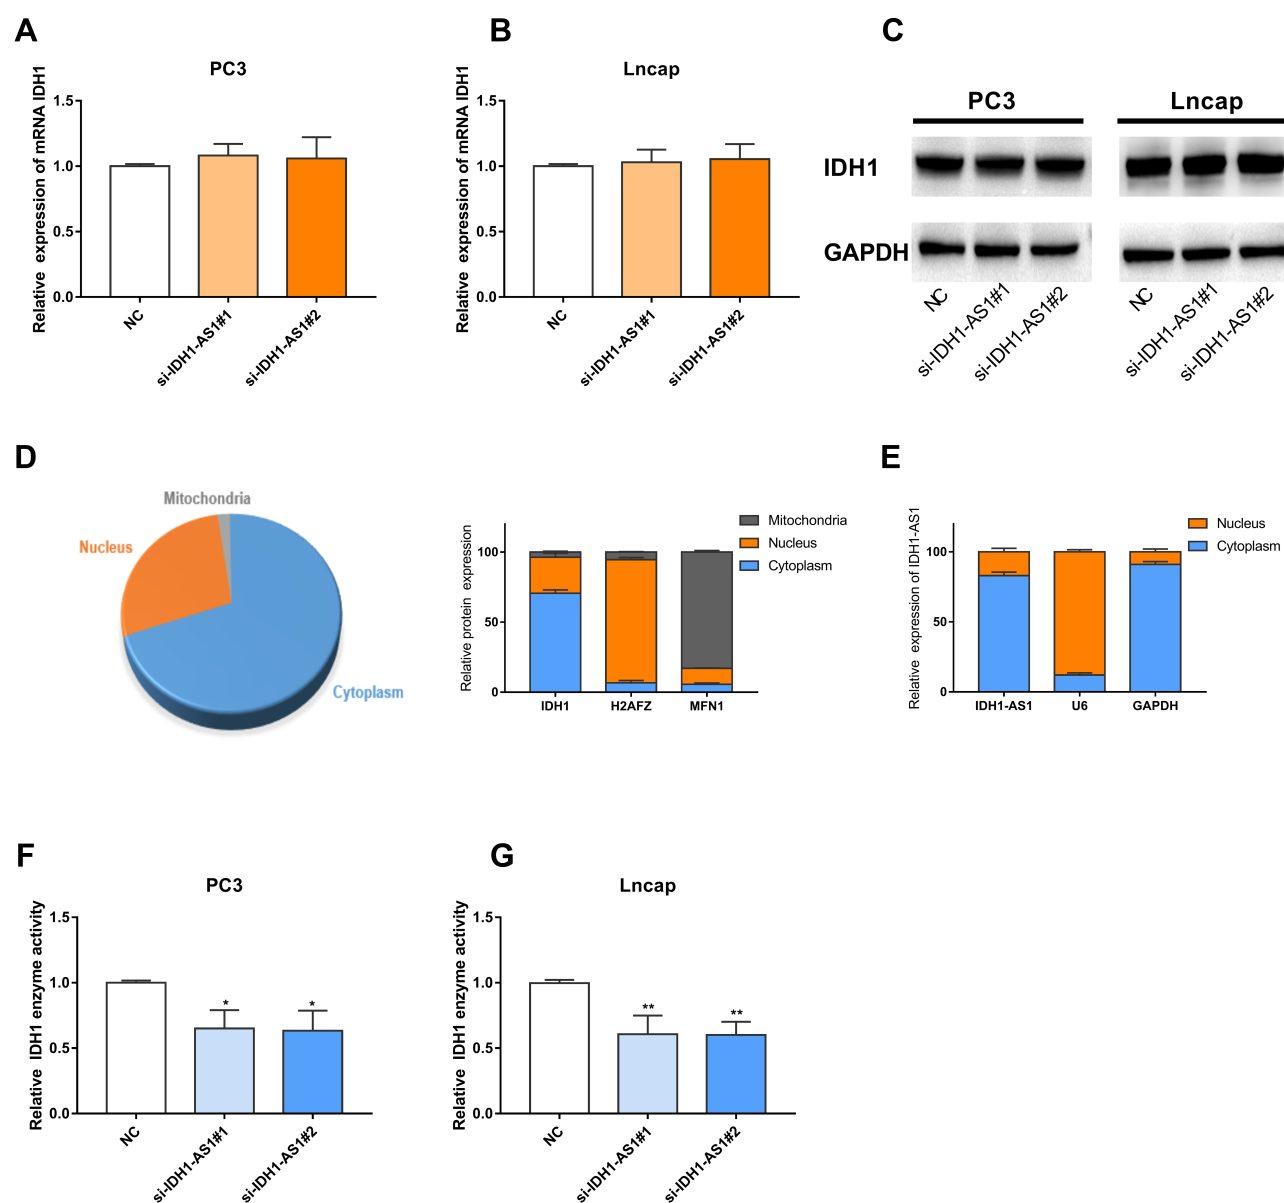 A
PC3
Relative expression of mRNA IDH1
1.5
1.0
0.5
0.0
NC
si-IDH1-AS1#1
si-IDH1-AS1#2
B
Lncap
Relative expression of mRNA IDH1
1.5
1.0
0.5
0.0
NC
si-IDH1-AS1#1
si-IDH1-AS1#2
C
PC3
Lncap
IDH1
GAPDH
NC
si-IDH1-AS1#1
si-IDH1-AS1#2
NC
si-IDH1-AS1#1
si-IDH1-AS1#2
D
Mitochondria
Nucleus
Cytoplasm
Relative protein expression
100
50
0
IDH1
H2AFZ
MFN1
Mitochondria
Nucleus
Cytoplasm
E
Relative expression of IDH1-AS1
100
50
0
IDH1-AS1
U6
GAPDH
Nucleus
Cytoplasm
F
PC3
Relative IDH1 enzyme activity
1.5
1.0
0.5
0.0
*
*
NC
si-IDH1-AS1#1
si-IDH1-AS1#2
G
Lncap
Relative IDH1 enzyme activity
1.5
1.0
0.5
0.0
**
**
NC
si-IDH1-AS1#1
si-IDH1-AS1#2